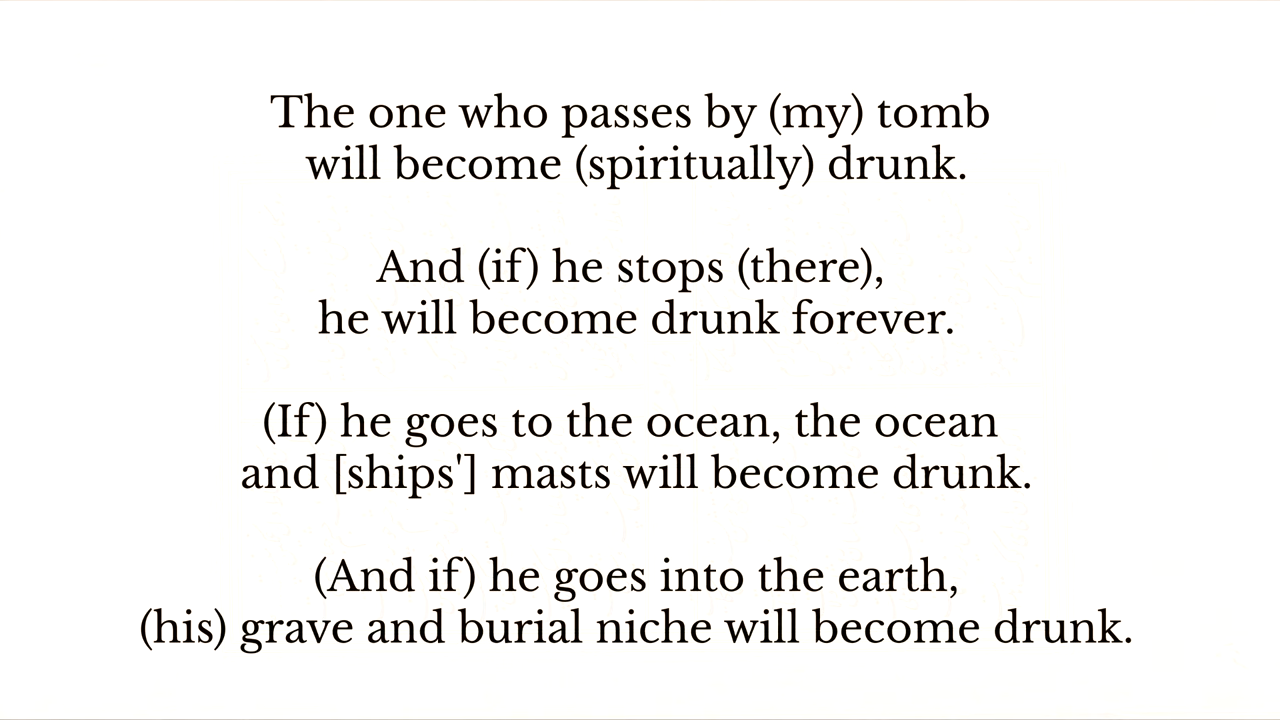 The one who passes by (my) tomb
will become (spiritually) drunk.
And (if) he stops (there),
he will become drunk forever.
(If) he goes to the ocean, the ocean
and [ships'] masts will become drunk.
(And if) he goes into the earth,
(his) grave and burial niche will become drunk.